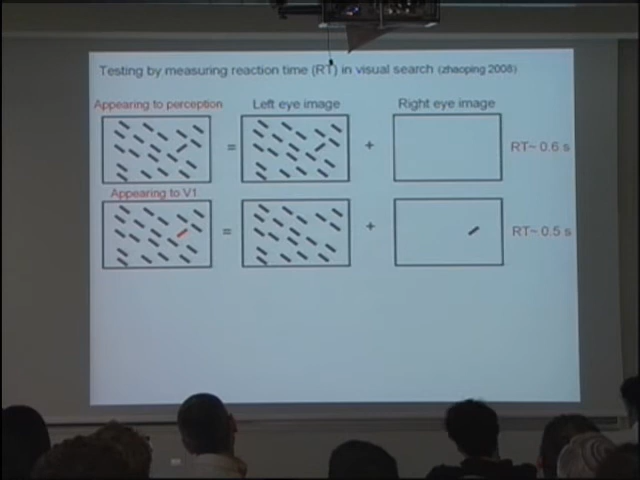 Testing by measuring reaction time (RT) in visual search (zhaoping 2008)
Appearing to perception Left eye image Right eye image
= + RT~ 0.6 s
Appearing to V1
= + RT~ 0.5 s